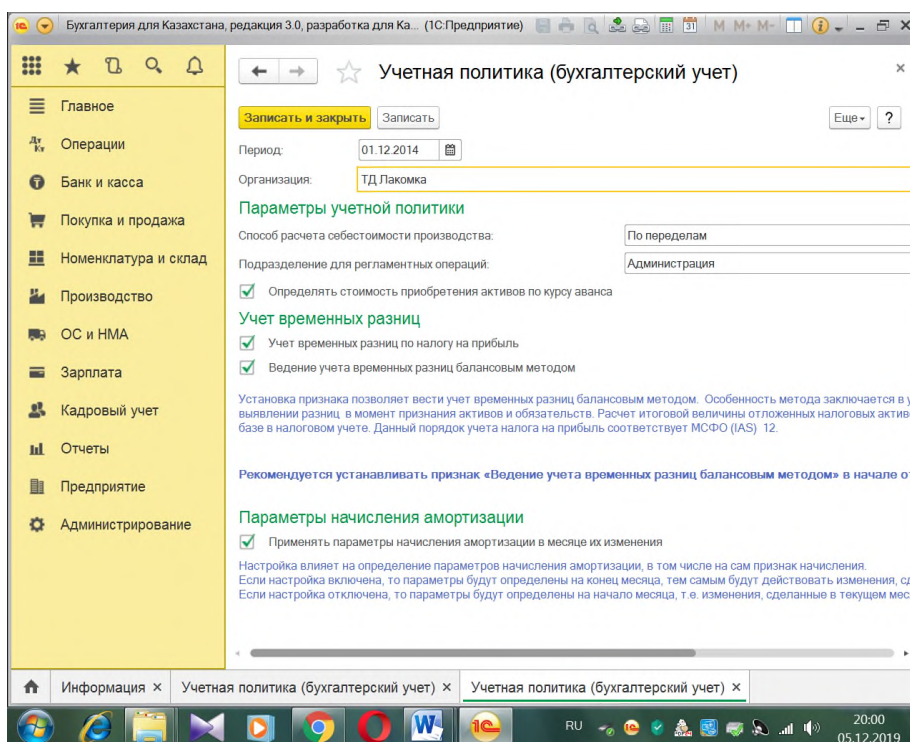 Бухгалтерия для Казахстана, редакция 3.0, разработка для Ка... (1С:Предприятие)
M M+ M-
Учетная политика (бухгалтерский учет)
Главное
Записать и закрыть Записать Еще ?
Дт Кт Операции
Период: 01.12.2014
Банк и касса
Организация: ТД Лакомка
Покупка и продажа
Параметры учетной политики
Способ расчета себестоимости производства: По переделам
Номенклатура и склад
Подразделение для регламентных операций: Администрация
Производство
Определять стоимость приобретения активов по курсу аванса
Учет временных разниц
ОС и НМА
Учет временных разниц по налогу на прибыль
Зарплата
Ведение учета временных разниц балансовым методом
Кадровый учет
Установка признака позволяет вести учет временных разниц балансовым методом. Особенность метода заключается в у
выявлении разниц в момент признания активов и обязательств. Расчет итоговой величины отложенных налоговых актив
базе в налоговом учете. Данный порядок учета налога на прибыль соответствует МСФО (IAS) 12.
Отчеты
Рекомендуется устанавливать признак «Ведение учета временных разниц балансовым методом» в начале о
Предприятие
Администрирование
Параметры начисления амортизации
Применять параметры начисления амортизации в месяце их изменения
Настройка влияет на определение параметров начисления амортизации, в том числе на сам признак начисления.
Если настройка включена, то параметры будут определены на конец месяца, тем самым будут действовать изменения, сд
Если настройка отключена, то параметры будут определены на начало месяца, т.е. изменения, сделанные в текущем мес
Информация × Учетная политика (бухгалтерский учет) × Учетная политика (бухгалтерский учет) ×
RU 20:00
05.12.2019